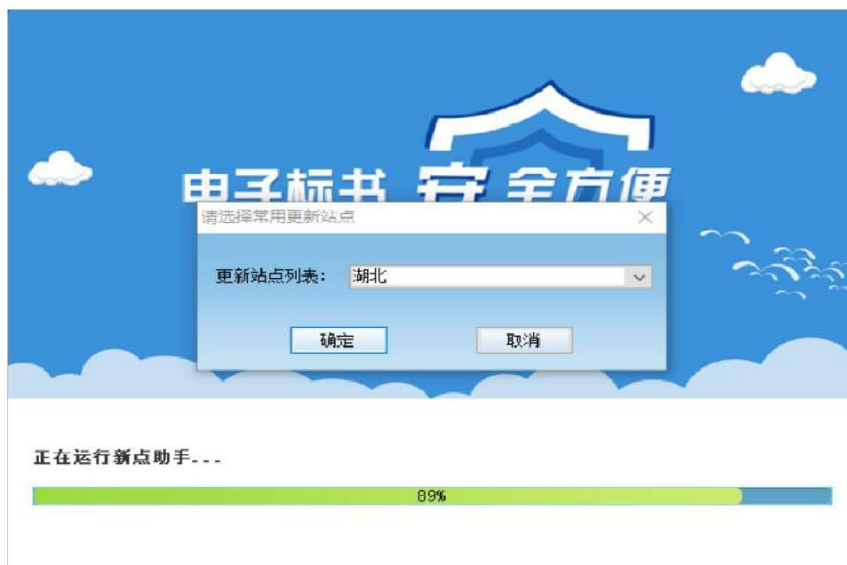 电子标书 安全方便
请选择常用更新站点
更新站点列表： 湖北
确定 取消
正在运行新点助手...
89%